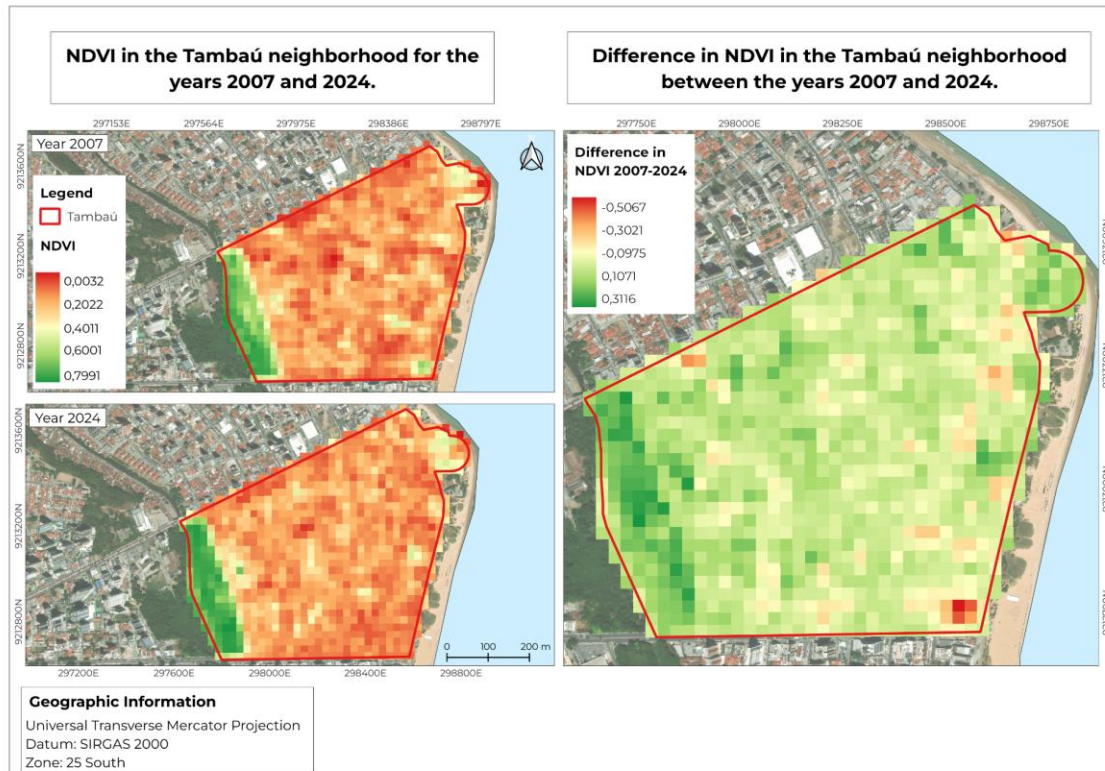 NDVI in the Tambaú neighborhood for the
years 2007 and 2024.
Difference in NDVI in the Tambaú neighborhood
between the years 2007 and 2024.
297153E 297564E 297975E 298386E 298797E
Year 2007
9213600N
9213200N
9212800N
Legend
Tambaú
NDVI
0,0032
0,2022
0,4011
0,6001
0,7991
Year 2024
9213600N
9213200N
9212800N
0 100 200 m
297200E 297600E 298000E 298400E 298800E
297750E 298000E 298250E 298500E 298750E
Difference in
NDVI 2007-2024
-0,5067
-0,3021
-0,0975
0,1071
0,3116
Geographic Information
Universal Transverse Mercator Projection
Datum: SIRGAS 2000
Zone: 25 South